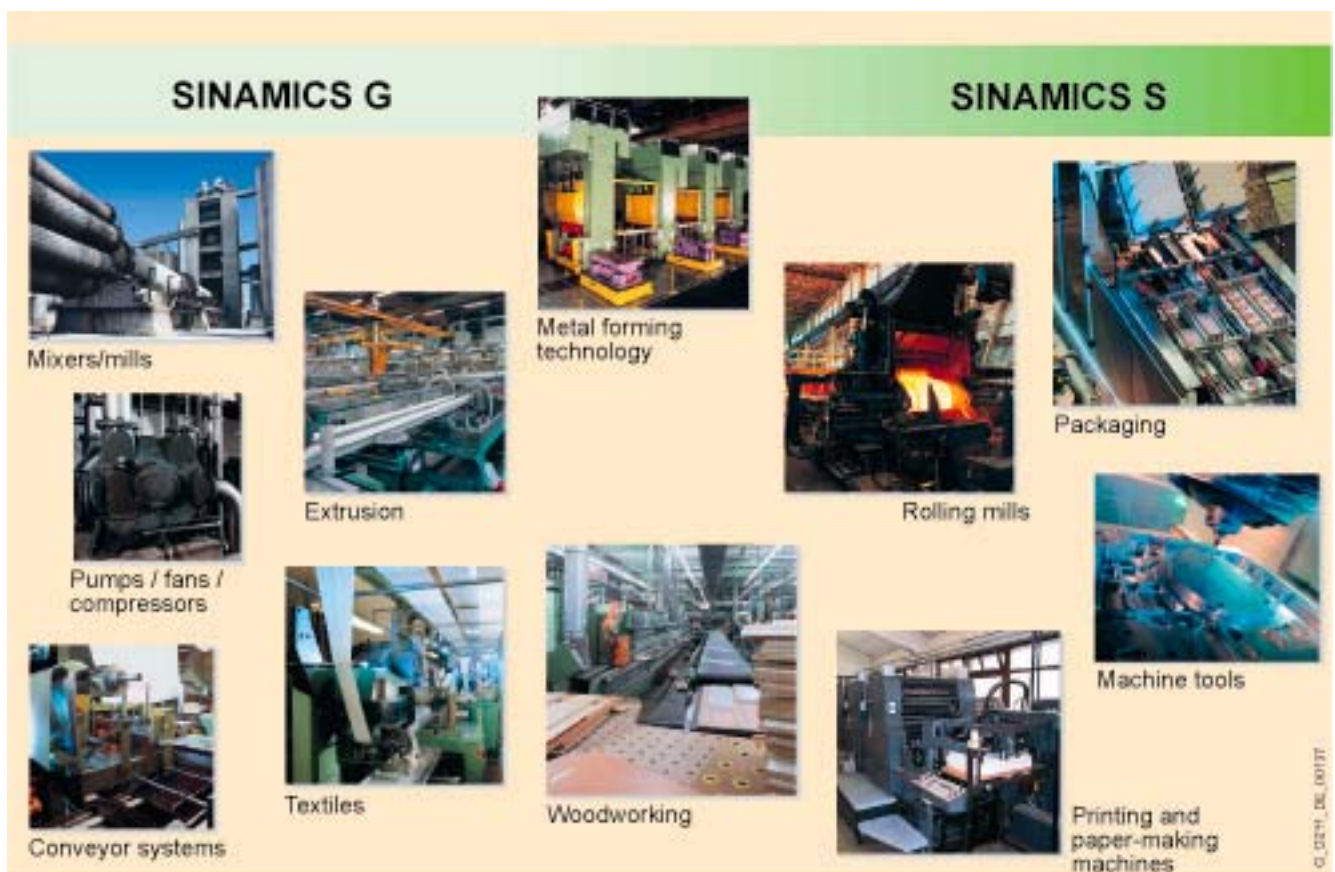 SINAMICS G
SINAMICS S
Mixers/mills
Metal forming
technology
Packaging
Extrusion
Rolling mills
Pumps / fans /
compressors
Machine tools
Textiles
Woodworking
Printing and
paper-making
machines
Conveyor systems